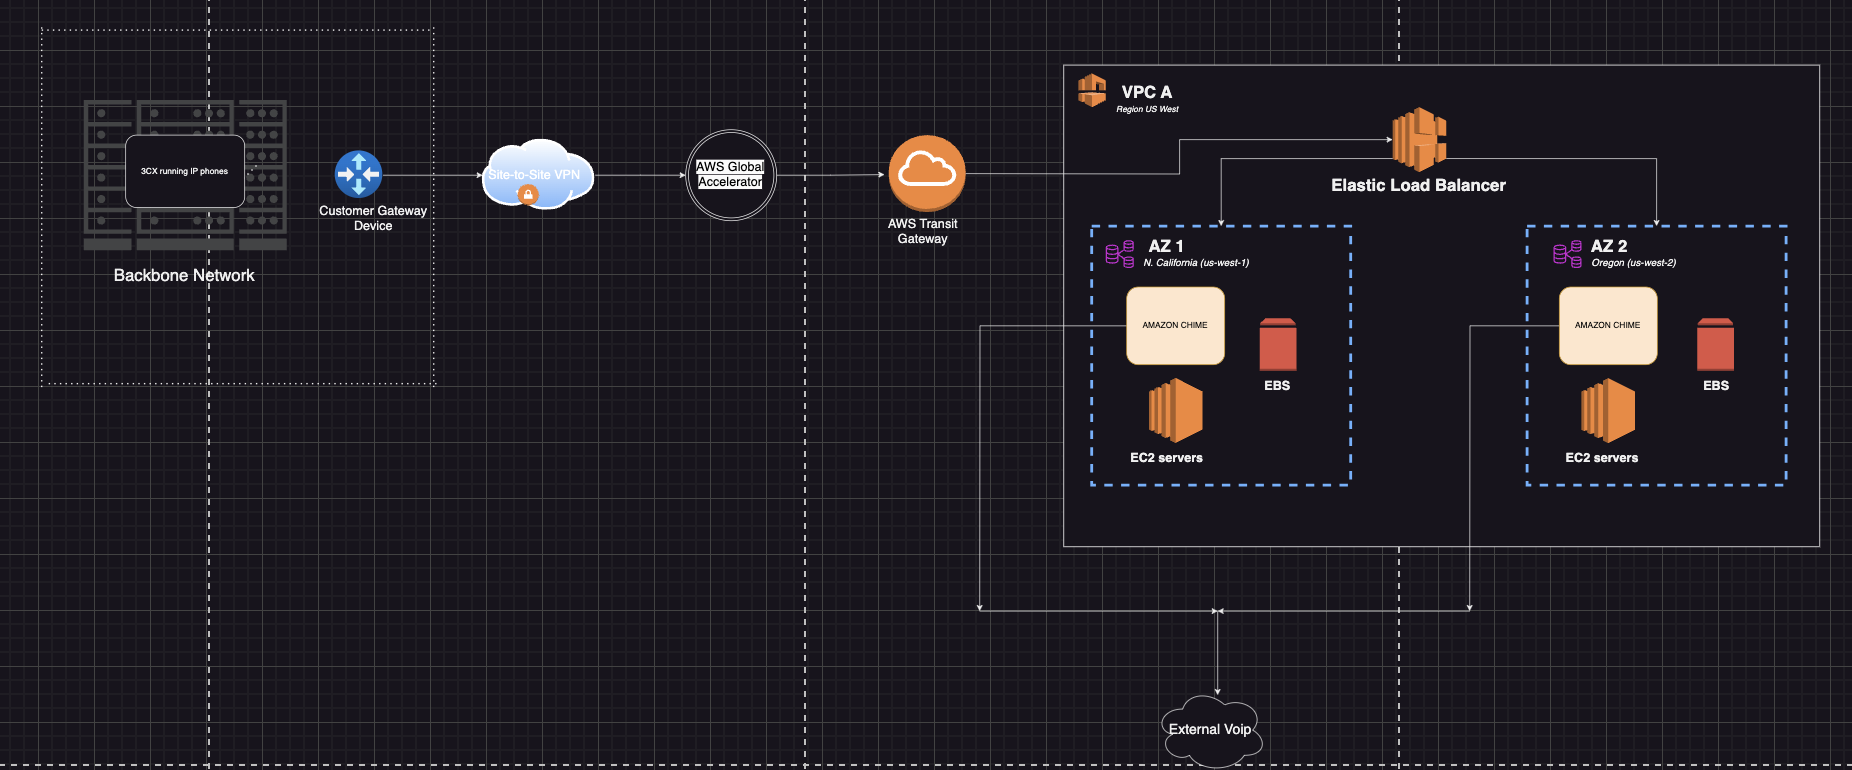 3CX running IP phones
Backbone Network
Customer Gateway
Device
Site-to-Site VPN
AWS Global
Accelerator
AWS Transit
Gateway
VPC A
Region US West
Elastic Load Balancer
AZ 1
N. California (us-west-1)
AMAZON CHIME
EBS
EC2 servers
AZ 2
Oregon (us-west-2)
AMAZON CHIME
EBS
EC2 servers
External Voip